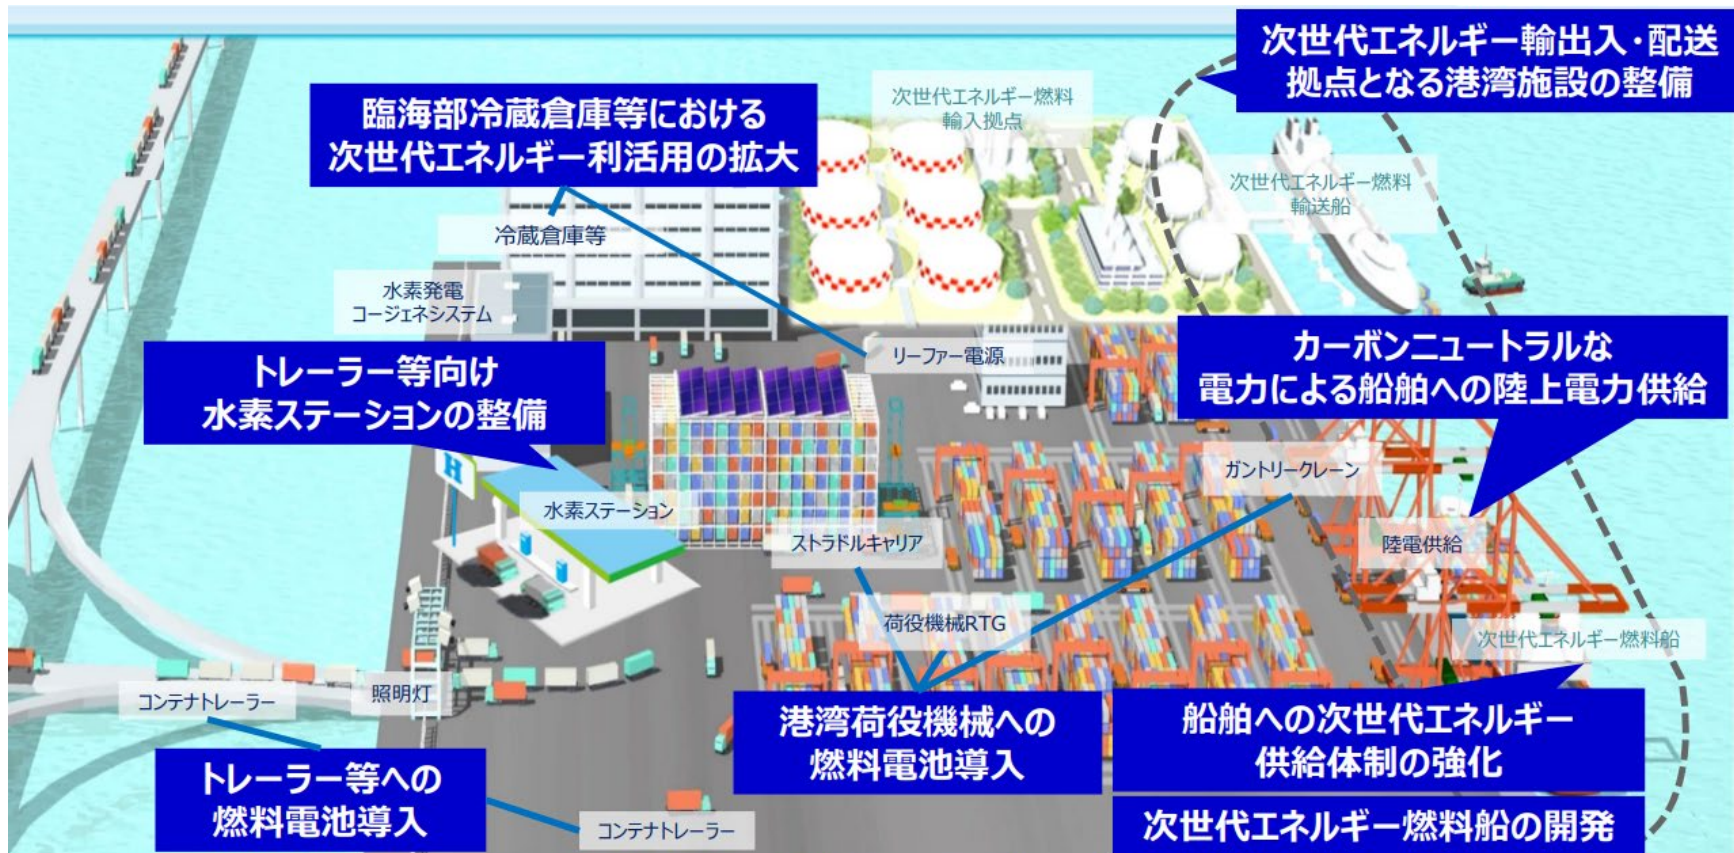 次世代エネルギー輸出入・配送
拠点となる港湾施設の整備
臨海部冷蔵倉庫等における
次世代エネルギー利活用の拡大
次世代エネルギー燃料
輸入拠点
次世代エネルギー燃料
輸送船
冷蔵倉庫等
水素発電
コージェネシステム
リーファー電源
カーボンニュートラルな
電力による船舶への陸上電力供給
トレーラー等向け
水素ステーションの整備
H
水素ステーション
ガントリークレーン
ストラドルキャリア
陸電供給
荷役機械RTG
次世代エネルギー燃料船
コンテナトレーラー
照明灯
港湾荷役機械への
燃料電池導入
船舶への次世代エネルギー
供給体制の強化
トレーラー等への
燃料電池導入
コンテナトレーラー
次世代エネルギー燃料船の開発